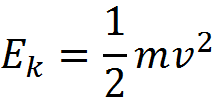 E_k = \frac{1}{2} mv^2